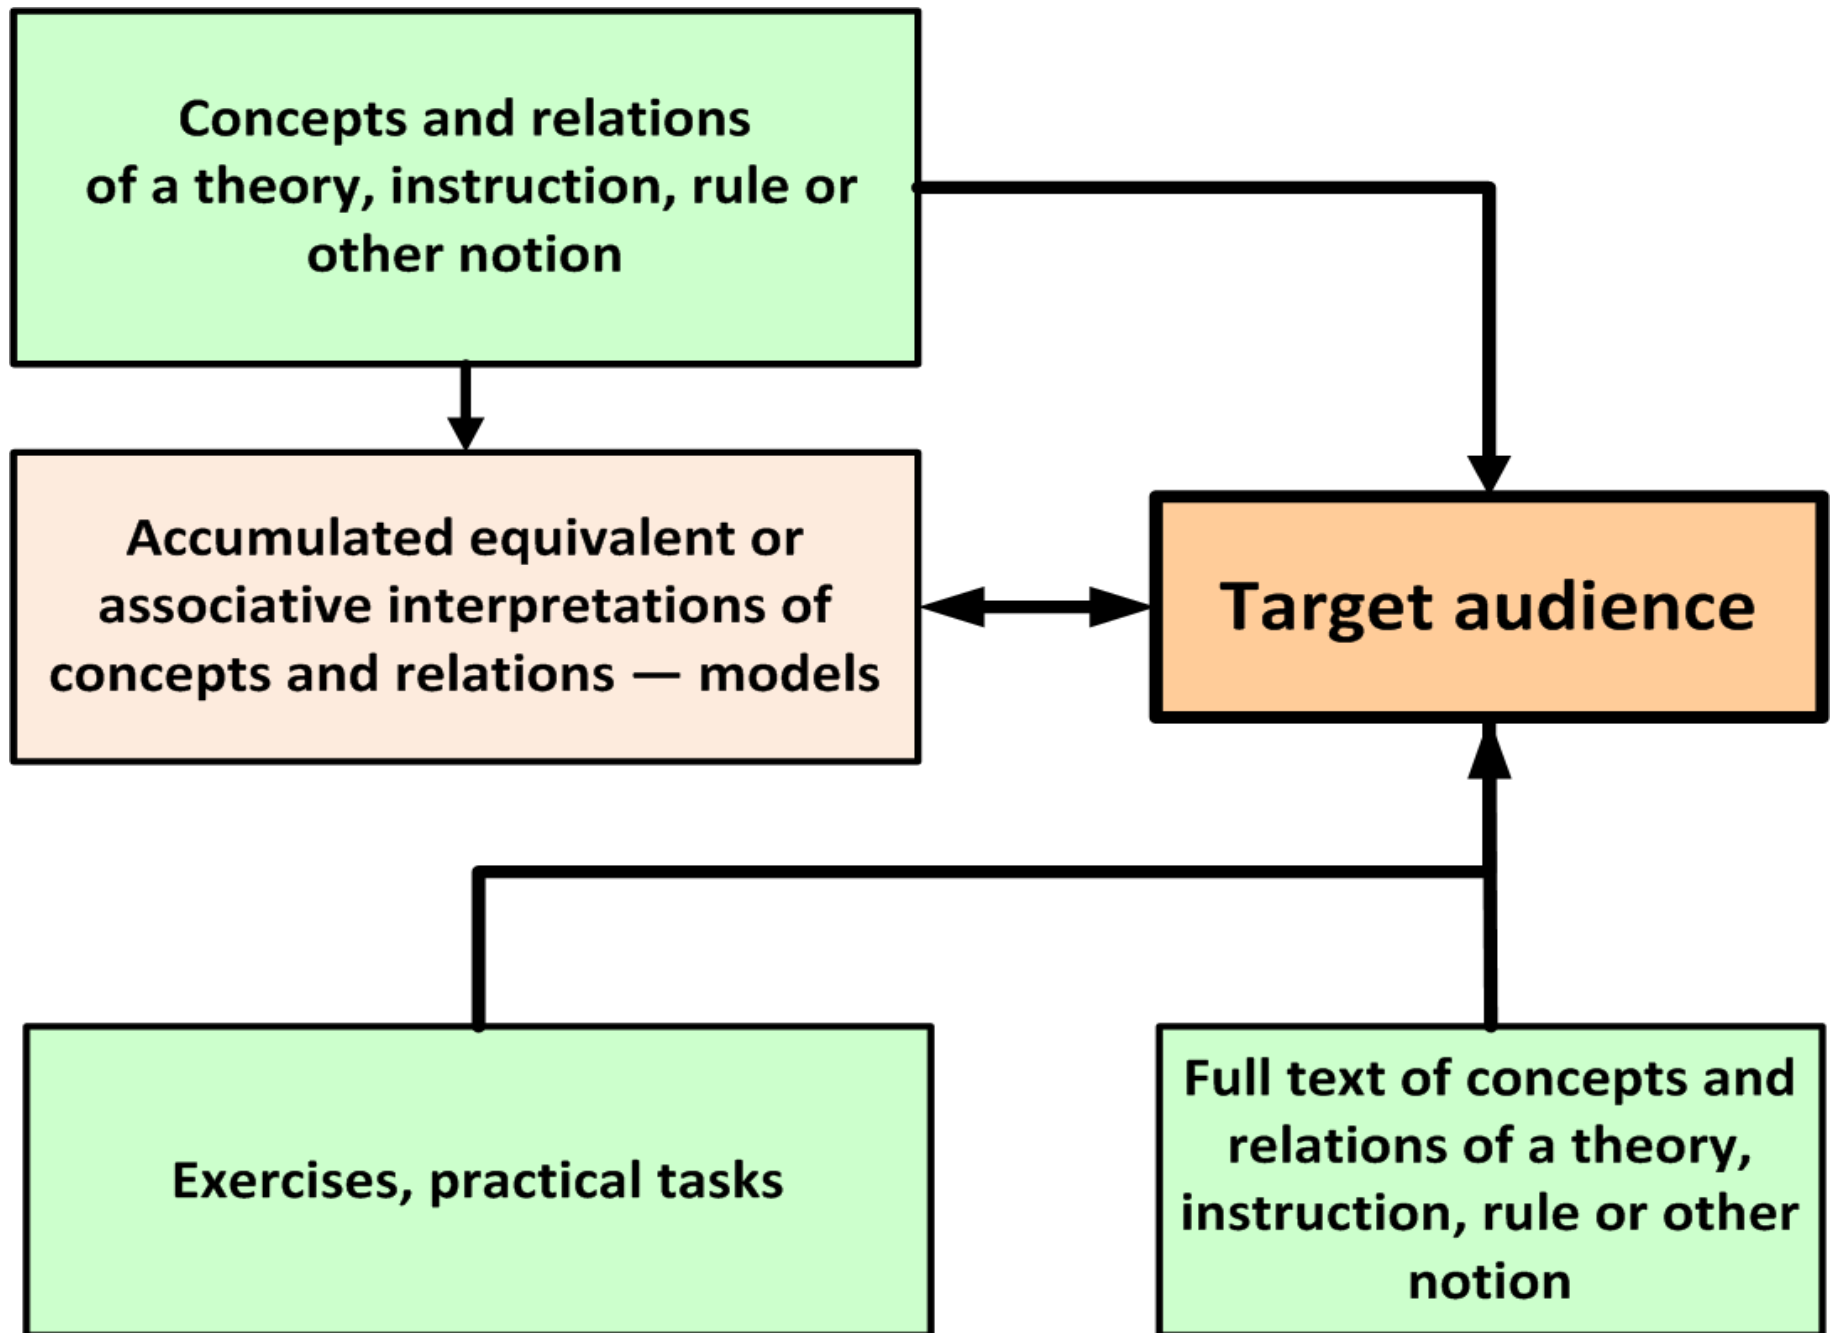 Concepts and relations
of a theory, instruction, rule or
other notion
Accumulated equivalent or
associative interpretations of
concepts and relations — models
Target audience
Exercises, practical tasks
Full text of concepts and
relations of a theory,
instruction, rule or other
notion